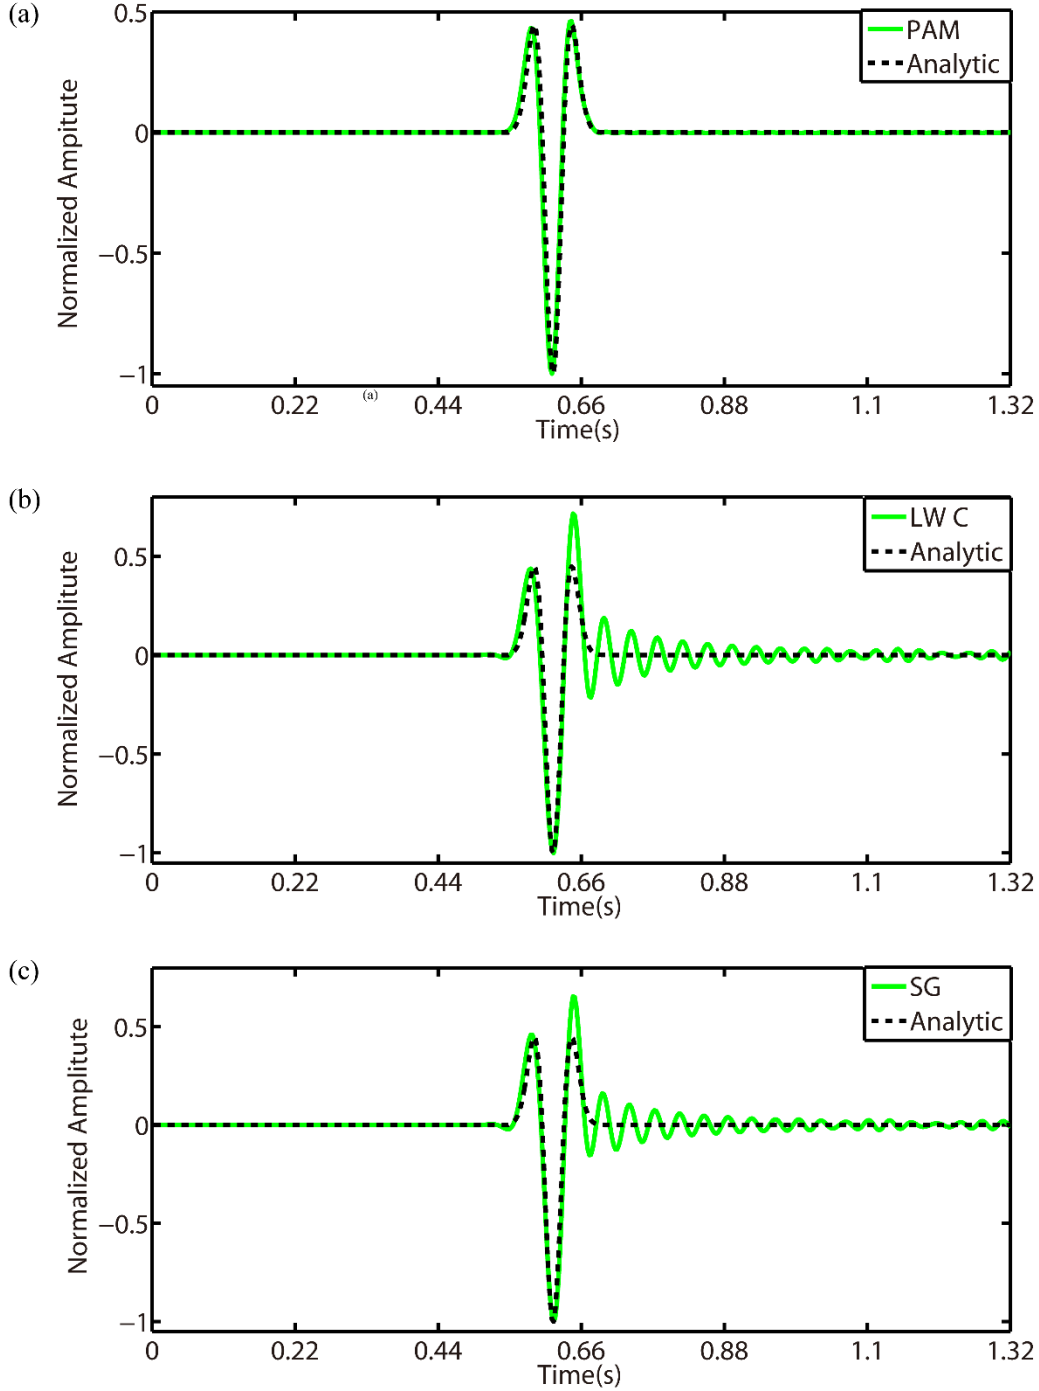 (a)
0.5
PAM
Analytic
0
−0.5
−1
Normalized Ampitute
0 0.22 (a) 0.44 0.66 0.88 1.1 1.32
Time(s)
(b)
LW C
Analytic
0.5
0
−0.5
−1
Normalized Amplitute
0 0.22 0.44 0.66 0.88 1.1 1.32
Time(s)
(c)
SG
Analytic
0.5
0
−0.5
−1
Normalized Amplitute
0 0.22 0.44 0.66 0.88 1.1 1.32
Time(s)